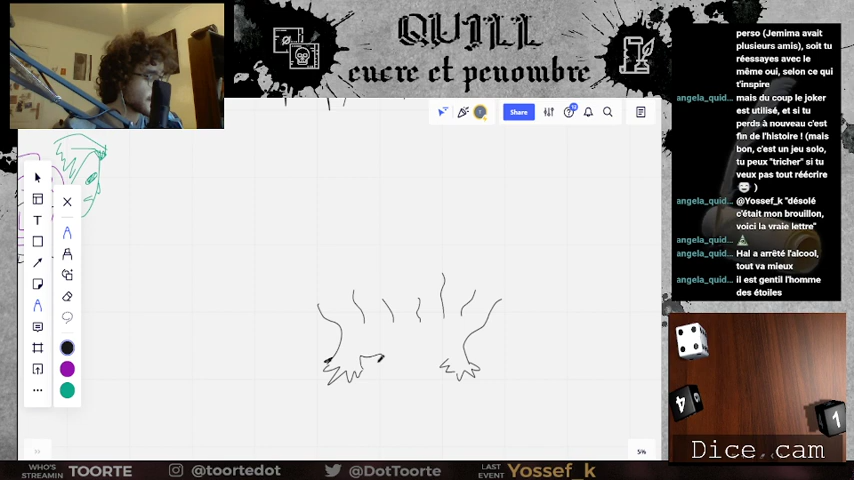 QUILL
encre et penombre
Share
T
5%
perso (Jemima avait
plusieurs amis), soit tu
réessayes avec le
même oui, selon ce qui
t'inspire
angela_quid... mais du coup le joker
est utilisé, et si tu
perds à nouveau c'est
fin de l'histoire ! (mais
bon, c'est un jeu solo,
tu peux "tricher" si tu
veux pas tout réécrire
)
angela_quid... @Yossef_k "désolé
c'était mon brouillon,
voici la vraie lettre"
angela_quid...
angela_quid... Hal a arrêté l'alcool,
tout va mieux
angela_quid... il est gentil l'homme
des étoiles
4
1
Dice.cam
WHO'S
STREAMIN
TOORTE
@toortedot
@DotToorte
LAST
EVENT
Yossef_k